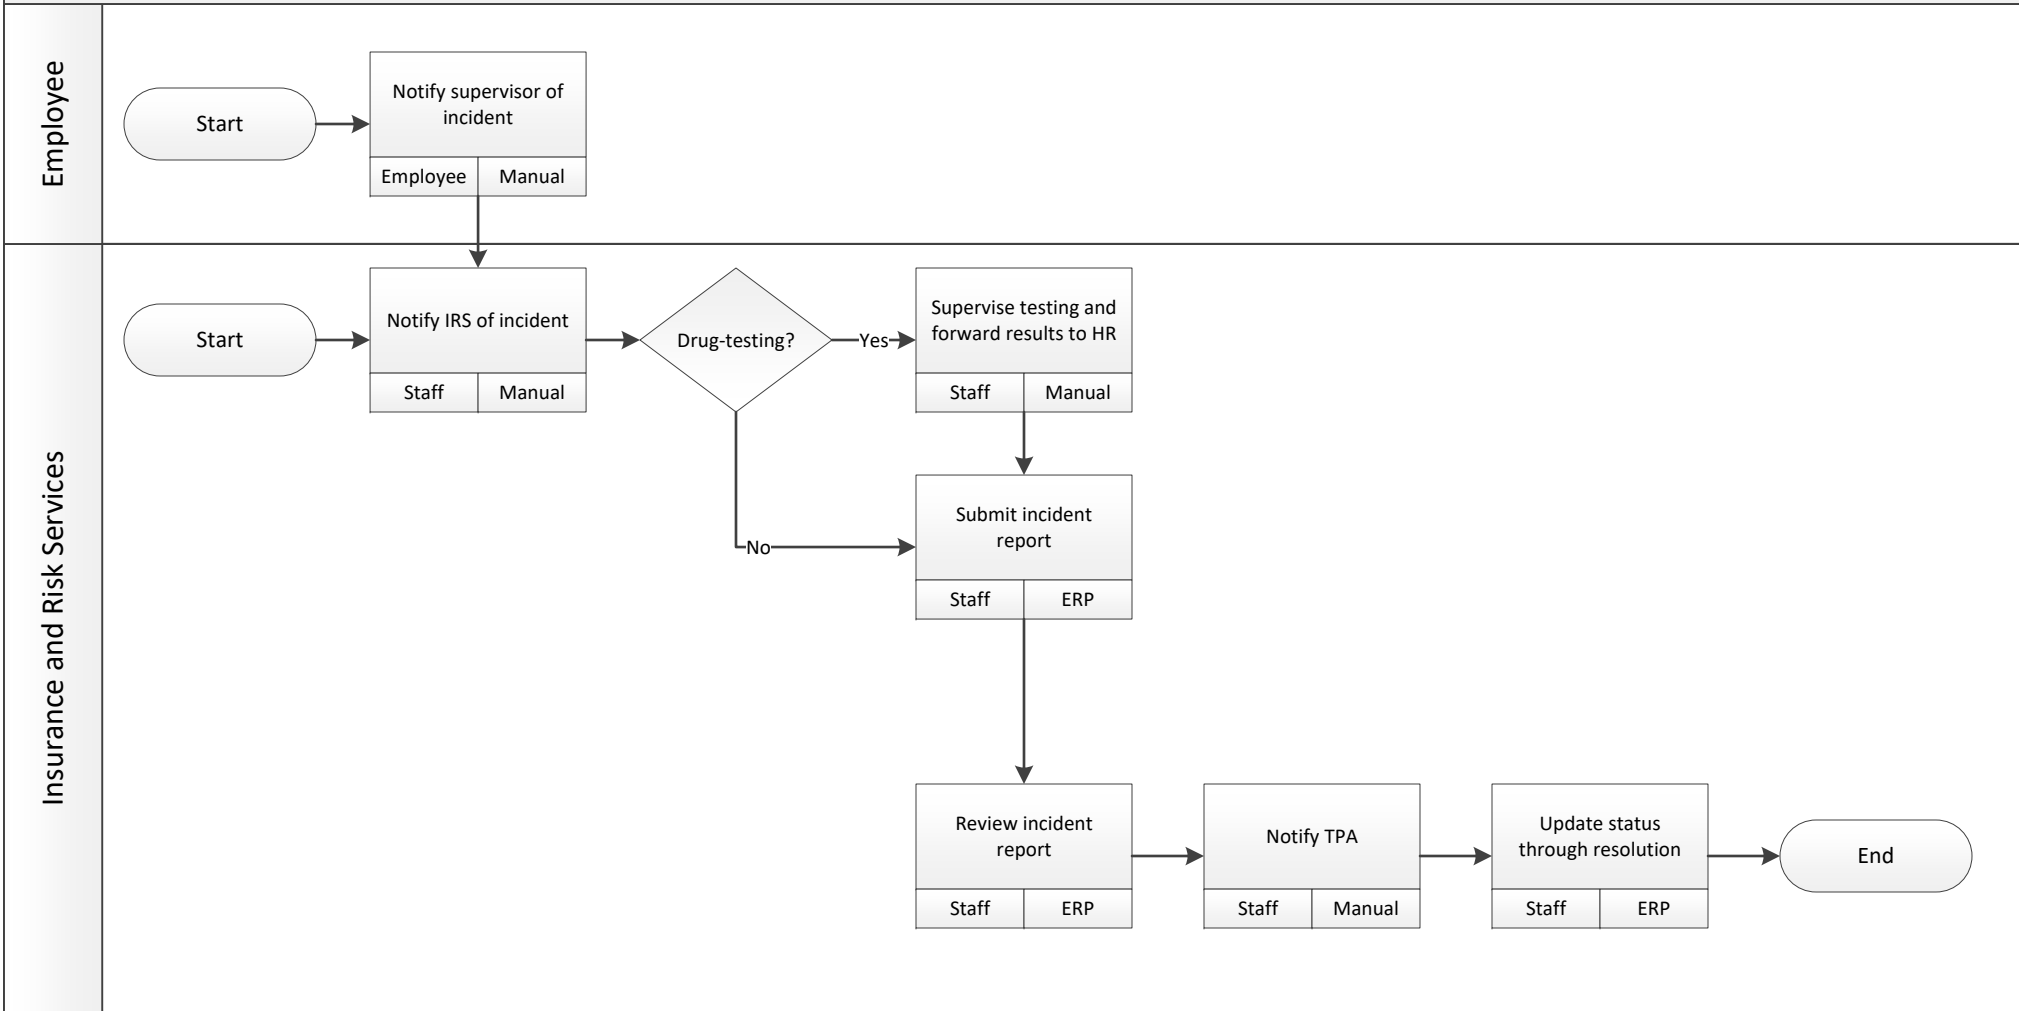 Employee
Start
Notify supervisor of
incident
Employee
Manual
Insurance and Risk Services
Start
Notify IRS of incident
Staff
Manual
Drug-testing?
Yes
No
Supervise testing and
forward results to HR
Staff
Manual
Submit incident
report
Staff
ERP
Review incident
report
Staff
ERP
Notify TPA
Staff
Manual
Update status
through resolution
Staff
ERP
End